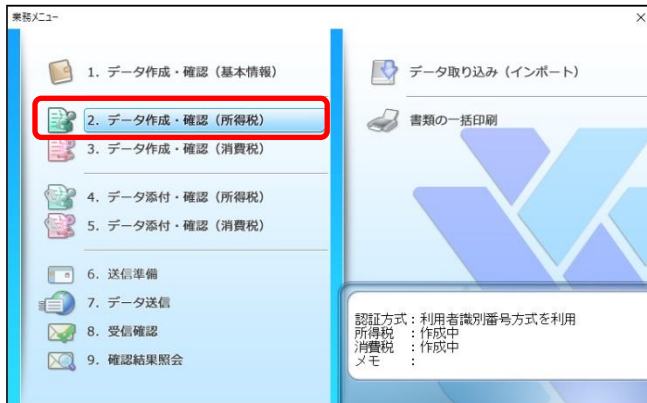 業務メニュー
1. データ作成・確認（基本情報）
2. データ作成・確認（所得税）
3. データ作成・確認（消費税）
4. データ添付・確認（所得税）
5. データ添付・確認（消費税）
6. 送信準備
7. データ送信
8. 受信確認
9. 確認結果照会
データ取り込み（インポート）
書類の一括印刷
認証方式：利用者識別番号方式を利用
所得税　：作成中
消費税　：作成中
メモ　　：